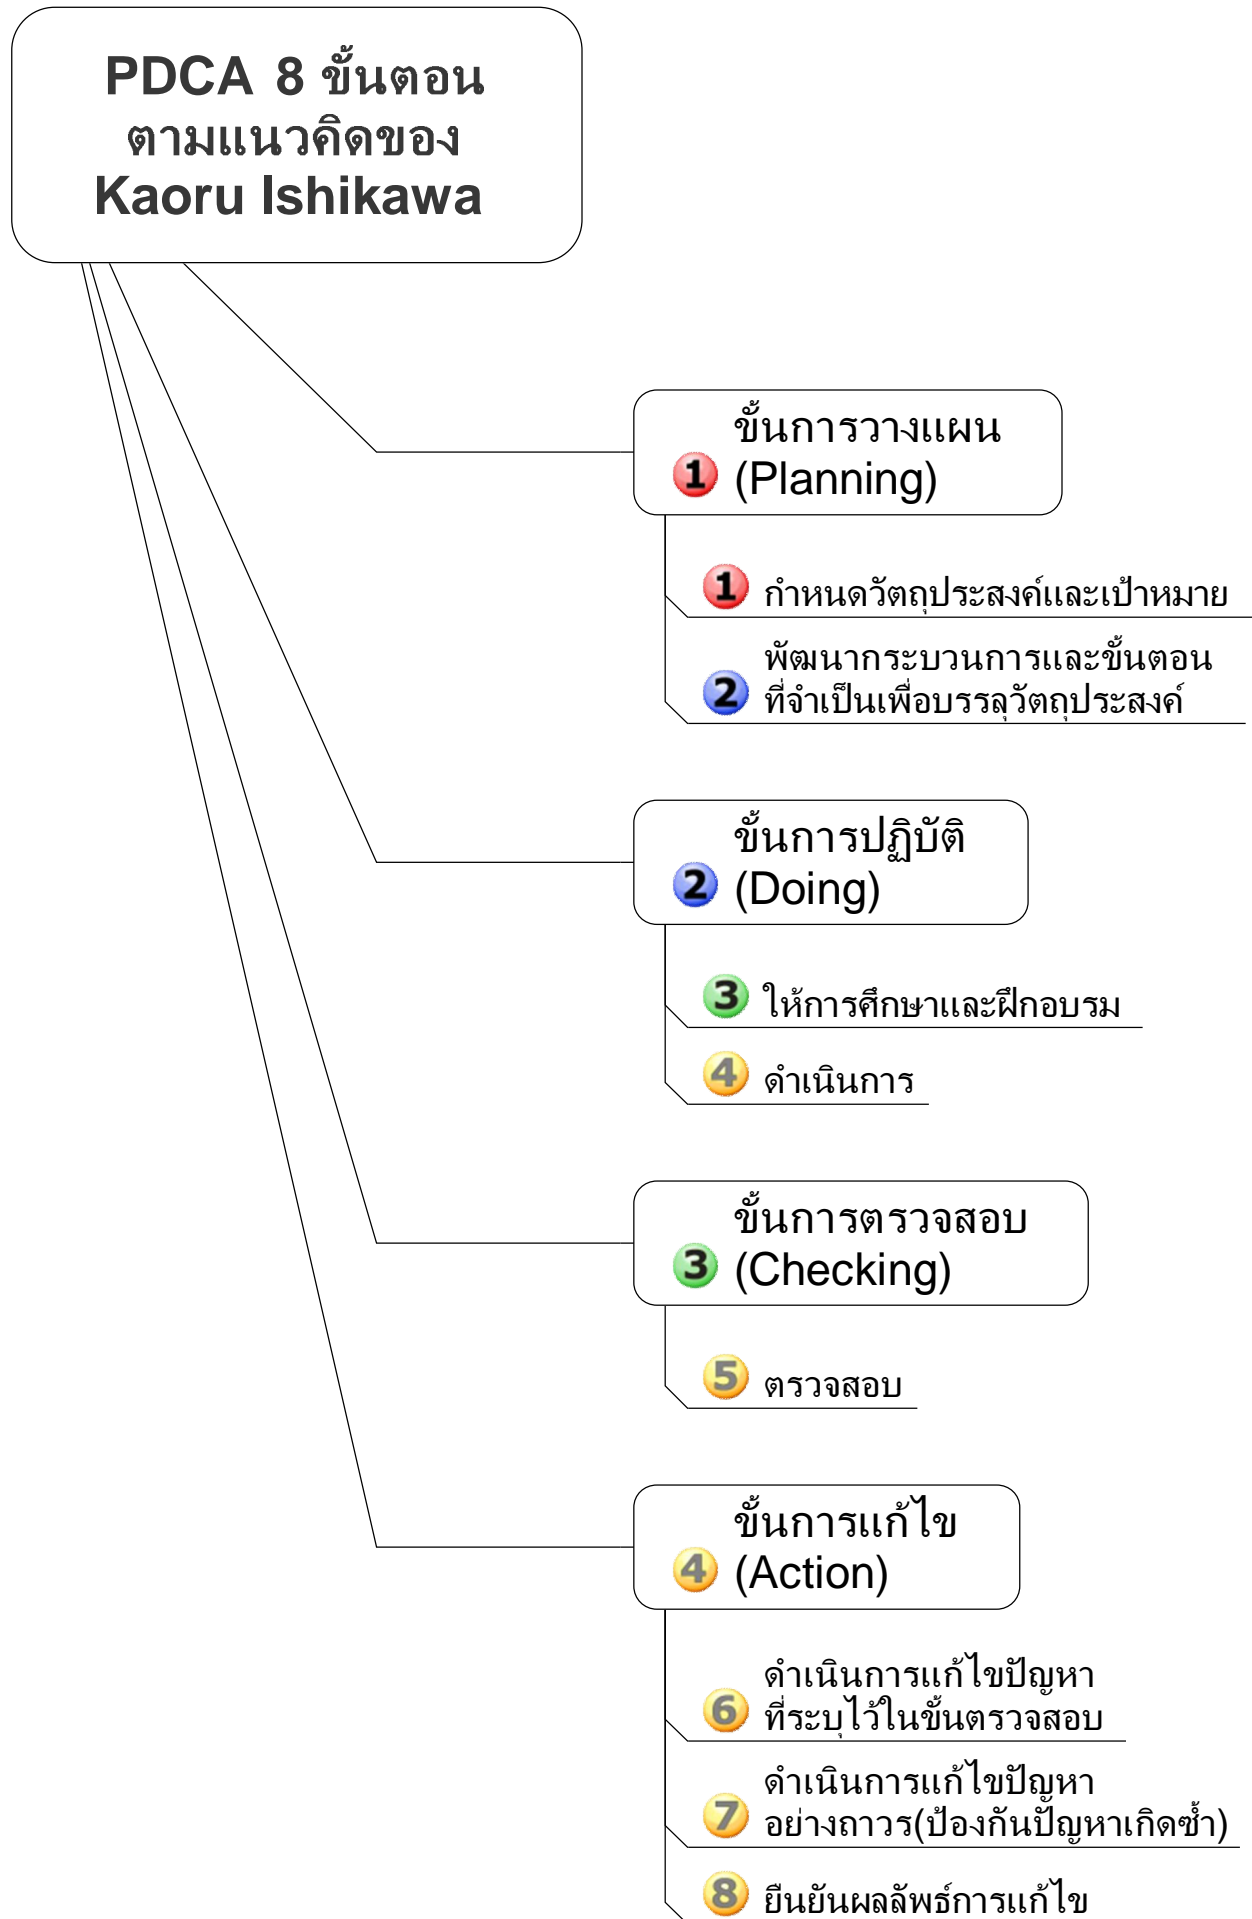 PDCA 8 ขั้นตอน
ตามแนวคิดของ
Kaoru Ishikawa
ขั้นการวางแผน
1 (Planning)
1 กำหนดวัตถุประสงค์และเป้าหมาย
พัฒนากระบวนการและขั้นตอน
2 ที่จำเป็นเพื่อบรรลุวัตถุประสงค์
ขั้นการปฏิบัติ
2 (Doing)
3 ให้การศึกษาและฝึกอบรม
4 ดำเนินการ
ขั้นการตรวจสอบ
3 (Checking)
5 ตรวจสอบ
ขั้นการแก้ไข
4 (Action)
ดำเนินการแก้ไขปัญหา
6 ที่ระบุไว้ในขั้นตรวจสอบ
ดำเนินการแก้ไขปัญหา
7 อย่างถาวร(ป้องกันปัญหาเกิดซ้ำ)
8 ยืนยันผลลัพธ์การแก้ไข